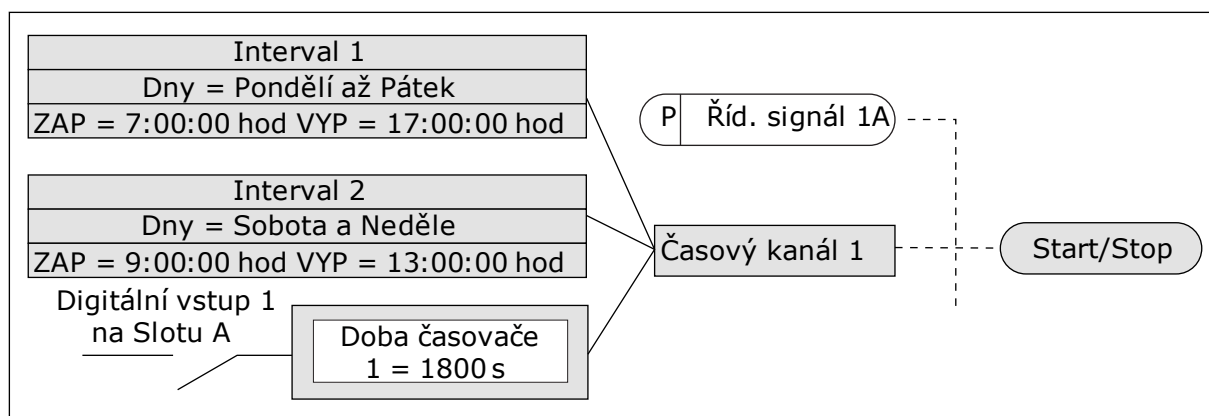 Interval 1
Dny = Pondělí až Pátek
ZAP = 7:00:00 hod VYP = 17:00:00 hod
P Říd. signál 1A
Interval 2
Dny = Sobota a Neděle
ZAP = 9:00:00 hod VYP = 13:00:00 hod
Časový kanál 1
Start/Stop
Digitální vstup 1
na Slotu A
Doba časovače
1 = 1800 s